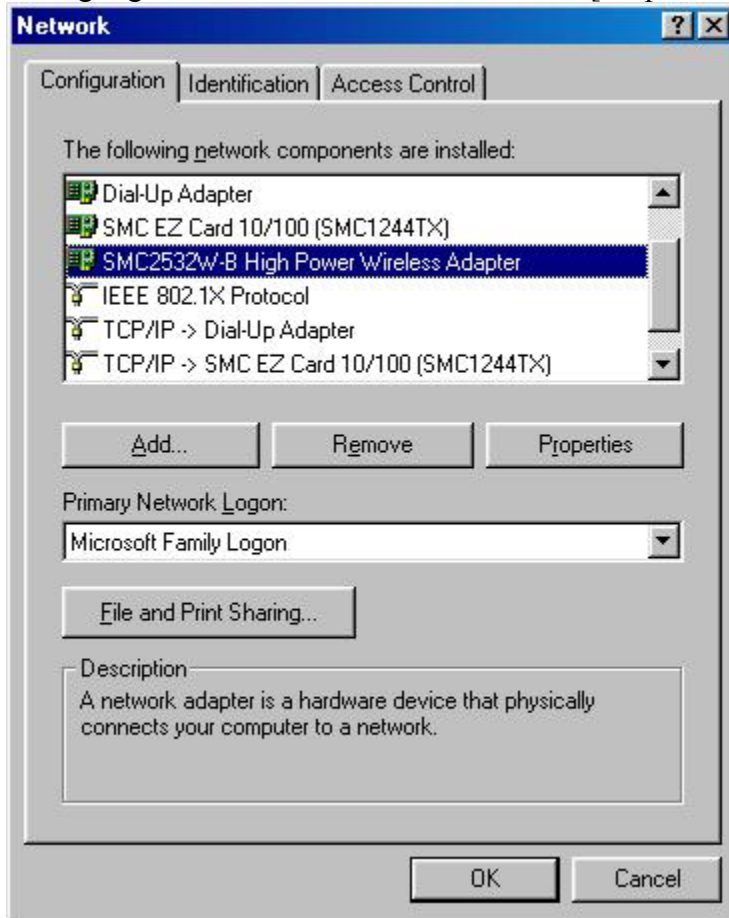 Network
Configuration Identification Access Control
The following network components are installed:
Dial-Up Adapter
SMC EZ Card 10/100 (SMC1244TX)
SMC2532W-B High Power Wireless Adapter
IEEE 802.1X Protocol
TCP/IP -> Dial-Up Adapter
TCP/IP -> SMC EZ Card 10/100 (SMC1244TX)
Add... Remove Properties
Primary Network Logon:
Microsoft Family Logon
File and Print Sharing...
Description
A network adapter is a hardware device that physically
connects your computer to a network.
OK Cancel